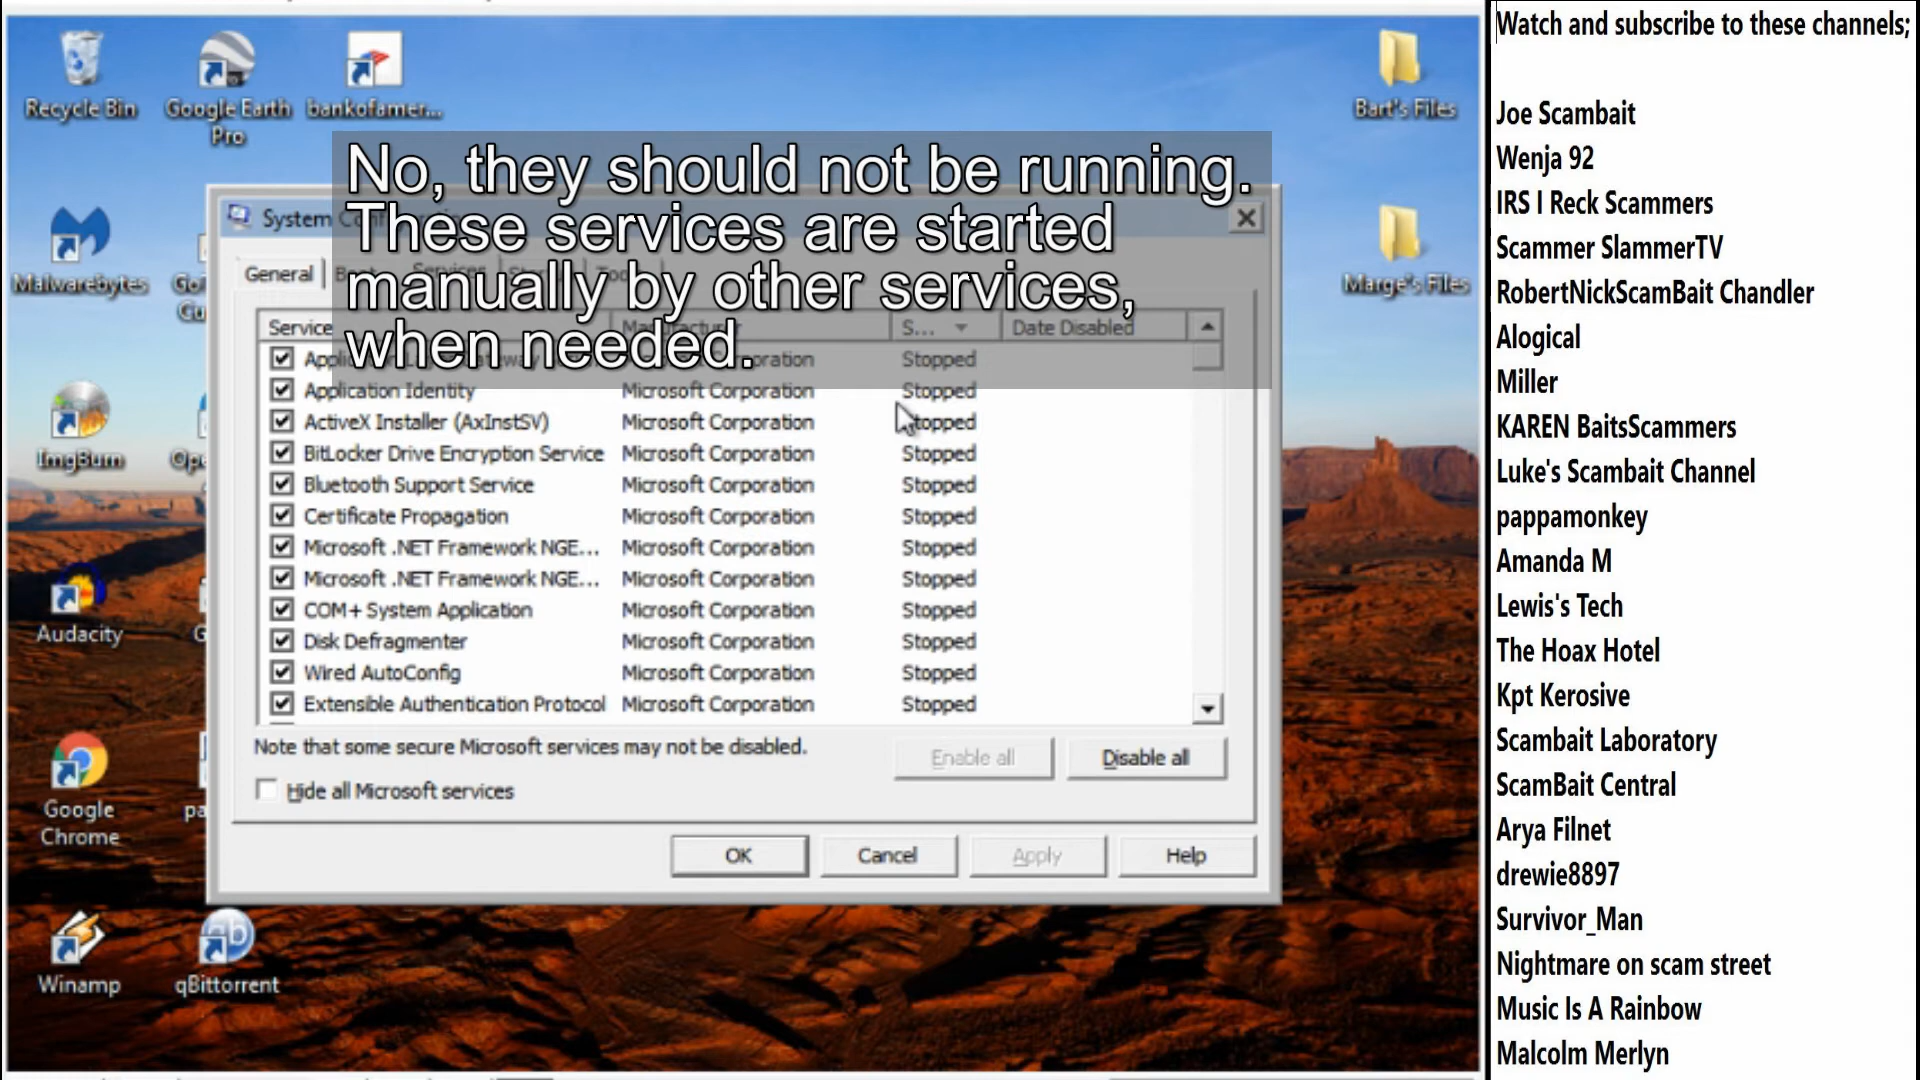 Recycle Bin
Google Earth
Pro
bankofamer...
Bart's Files
Malwarebytes
Marge's Files
ImgBurn
Audacity
Google
Chrome
Winamp
qBittorrent
No, they should not be running.
These services are started
manually by other services,
when needed.
System
General
Services
Service
Manufacturer
S...
Date Disabled
Stopped
Application Identity Microsoft Corporation Stopped
ActiveX Installer (AxInstSV) Microsoft Corporation Stopped
BitLocker Drive Encryption Service Microsoft Corporation Stopped
Bluetooth Support Service Microsoft Corporation Stopped
Certificate Propagation Microsoft Corporation Stopped
Microsoft .NET Framework NGE... Microsoft Corporation Stopped
Microsoft .NET Framework NGE... Microsoft Corporation Stopped
COM+ System Application Microsoft Corporation Stopped
Disk Defragmenter Microsoft Corporation Stopped
Wired AutoConfig Microsoft Corporation Stopped
Extensible Authentication Protocol Microsoft Corporation Stopped
Note that some secure Microsoft services may not be disabled.
Enable all
Disable all
Hide all Microsoft services
OK
Cancel
Apply
Help
Watch and subscribe to these channels;
Joe Scambait
Wenja 92
IRS I Reck Scammers
Scammer SlammerTV
RobertNickScamBait Chandler
Alogical
Miller
KAREN BaitsScammers
Luke's Scambait Channel
pappamonkey
Amanda M
Lewis's Tech
The Hoax Hotel
Kpt Kerosive
Scambait Laboratory
ScamBait Central
Arya Filnet
drewie8897
Survivor_Man
Nightmare on scam street
Music Is A Rainbow
Malcolm Merlyn